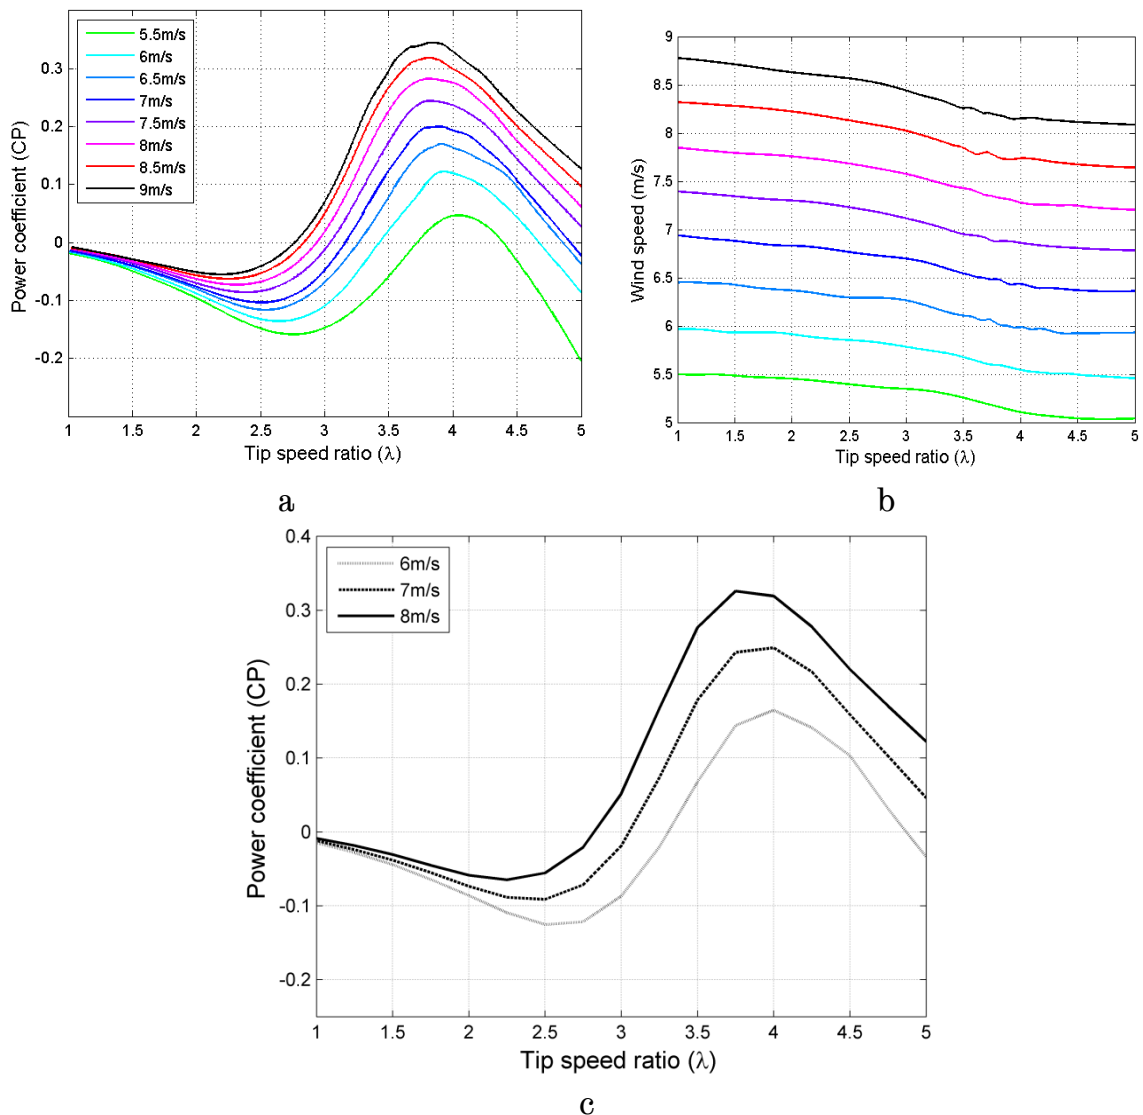 0.3
0.2
0.1
0
-0.1
-0.2
Power coefficient (CP)
5.5m/s
6m/s
6.5m/s
7m/s
7.5m/s
8m/s
8.5m/s
9m/s
1 1.5 2 2.5 3 3.5 4 4.5 5
Tip speed ratio (λ)
a
9
8.5
8
7.5
7
6.5
6
5.5
5
Wind speed (m/s)
1 1.5 2 2.5 3 3.5 4 4.5 5
Tip speed ratio (λ)
b
0.4
0.3
0.2
0.1
0
-0.1
-0.2
Power coefficient (CP)
6m/s
7m/s
8m/s
1 1.5 2 2.5 3 3.5 4 4.5 5
Tip speed ratio (λ)
c